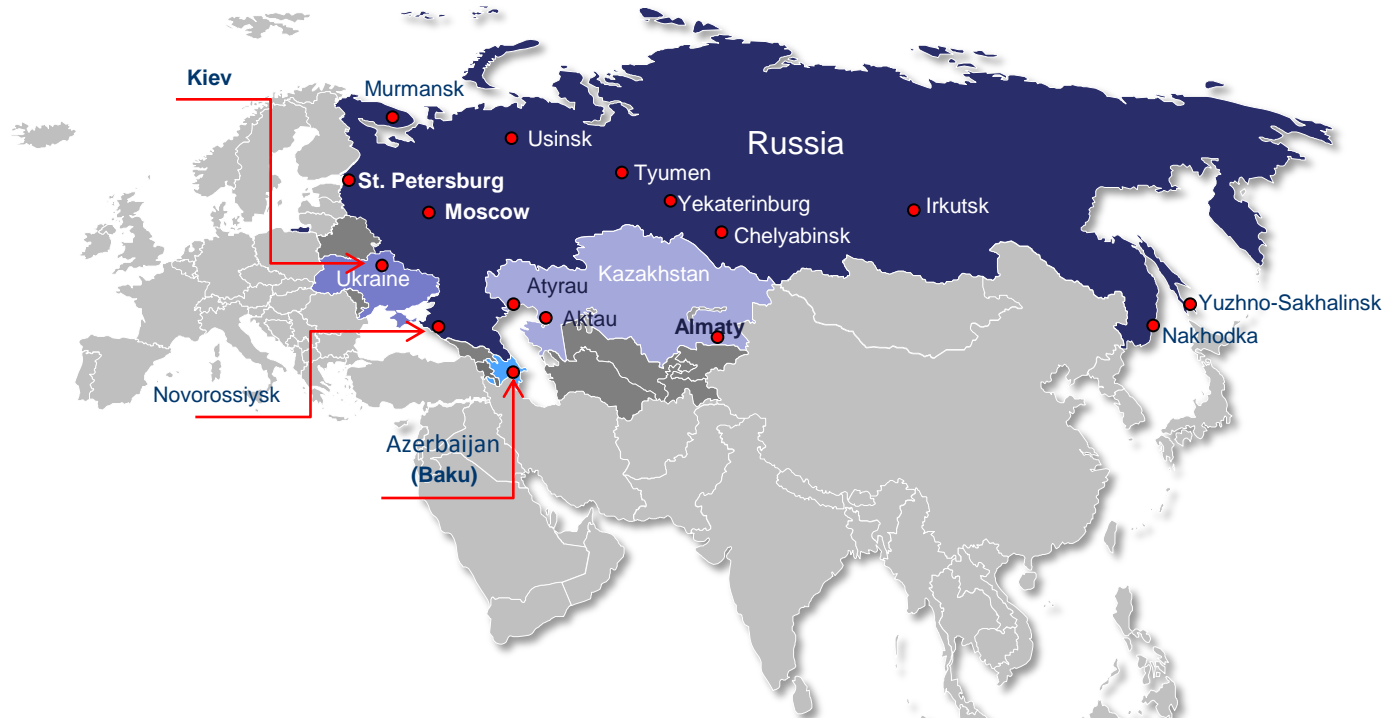 Kiev
Murmansk
Usinsk
Russia
Tyumen
St. Petersburg
Yekaterinburg
Moscow
Irkutsk
Chelyabinsk
Kazakhstan
Ukraine
Atyrau
Aktau
Almaty
Yuzhno-Sakhalinsk
Nakhodka
Novorossiysk
Azerbaijan
(Baku)